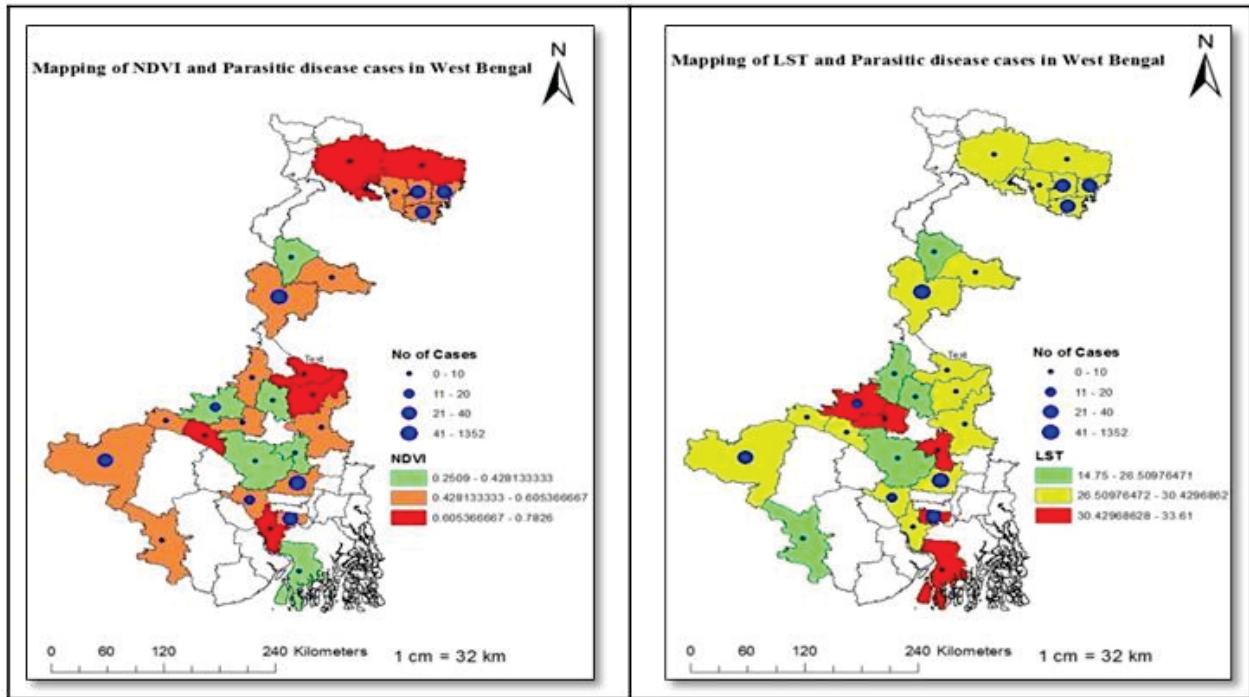 Mapping of NDVI and Parasitic disease cases in West Bengal
N
Text
No of Cases
0 - 10
11 - 20
21 - 40
41 - 1352
NDVI
0.2509 - 0.428133333
0.428133333 - 0.605366667
0.605366667 - 0.7826
0 60 120 240 Kilometers
1 cm = 32 km
Mapping of LST and Parasitic disease cases in West Bengal
N
Text
No of Cases
0 - 10
11 - 20
21 - 40
41 - 1352
LST
14.75 - 26.50976471
26.50976472 - 30.4296862
30.42968628 - 33.61
0 60 120 240 Kilometers
1 cm = 32 km